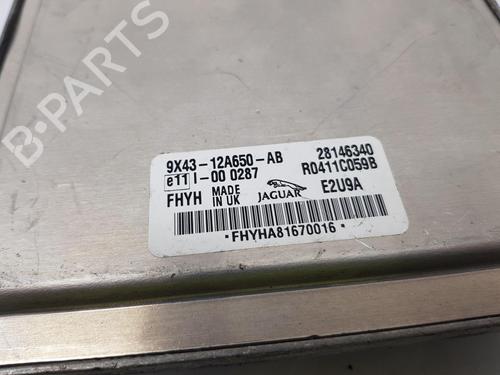 9X43-12A650-AB 28146340
e11 I-00 0287 R0411C059B
FHYH MADE IN UK JAGUAR E2U9A
• FHYHA81670016 •
B-PARTS